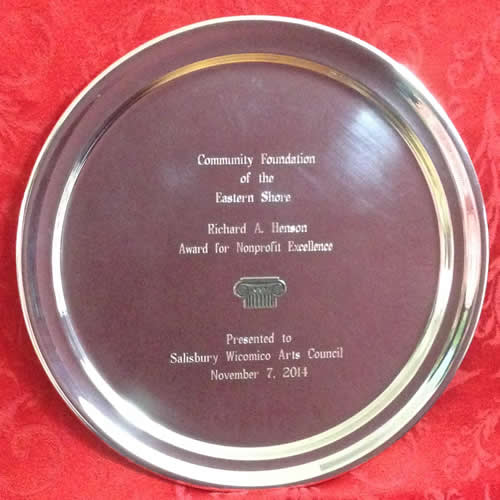 Community Foundation
of the
Eastern Shore
Richard A. Henson
Award for Nonprofit Excellence
Presented to
Salisbury Wicomico Arts Council
November 7, 2014